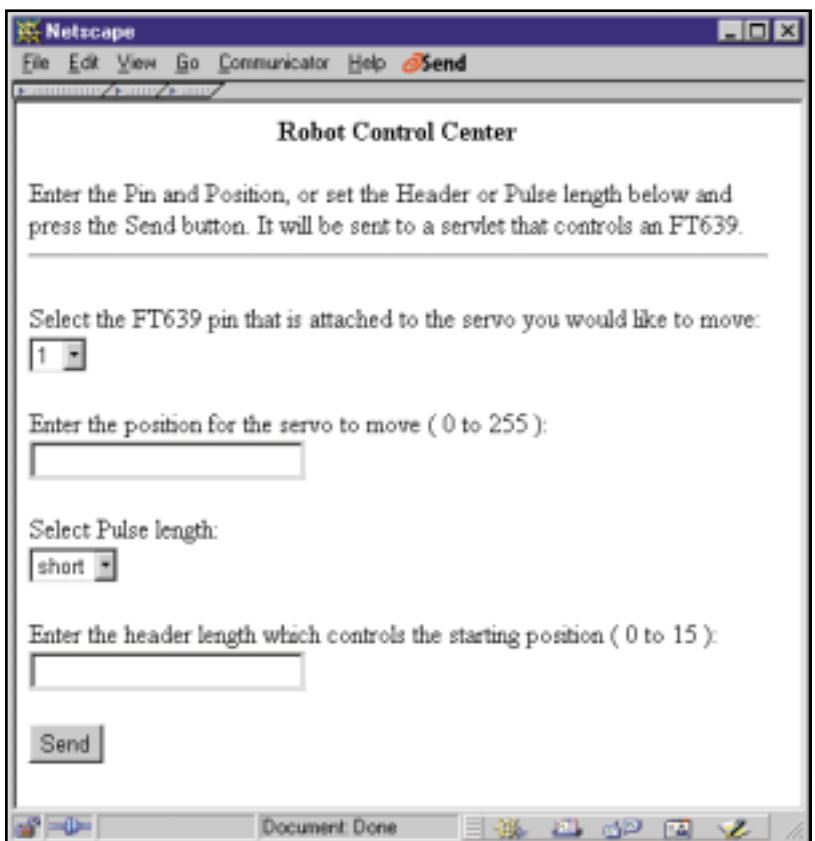 Netscape
File Edit View Go Communicator Help Send
Robot Control Center
Enter the Pin and Position, or set the Header or Pulse length below and
press the Send button. It will be sent to a servlet that controls an FT639.
Select the FT639 pin that is attached to the servo you would like to move:
1
Enter the position for the servo to move ( 0 to 255 ):
Select Pulse length:
short
Enter the header length which controls the starting position ( 0 to 15 ):
Send
Document: Done